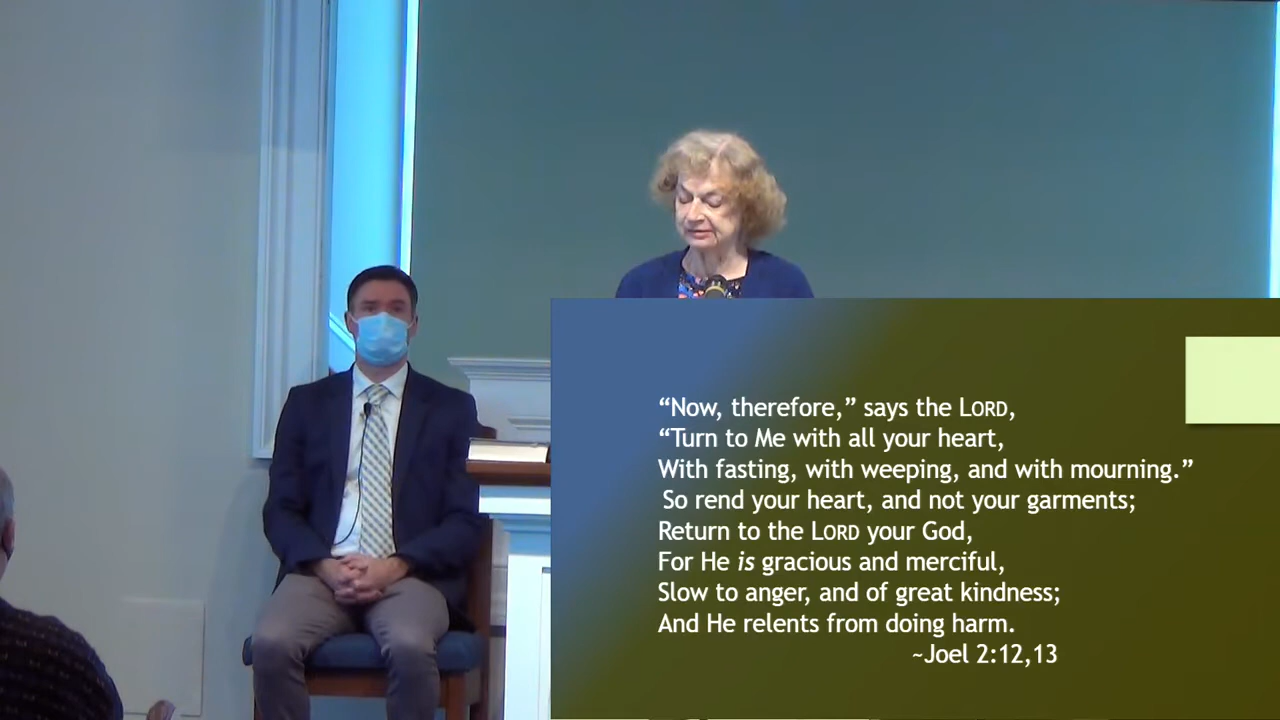 “Now, therefore,” says the LORD,
“Turn to Me with all your heart,
With fasting, with weeping, and with mourning.”
So rend your heart, and not your garments;
Return to the LORD your God,
For He is gracious and merciful,
Slow to anger, and of great kindness;
And He relents from doing harm.
~Joel 2:12,13